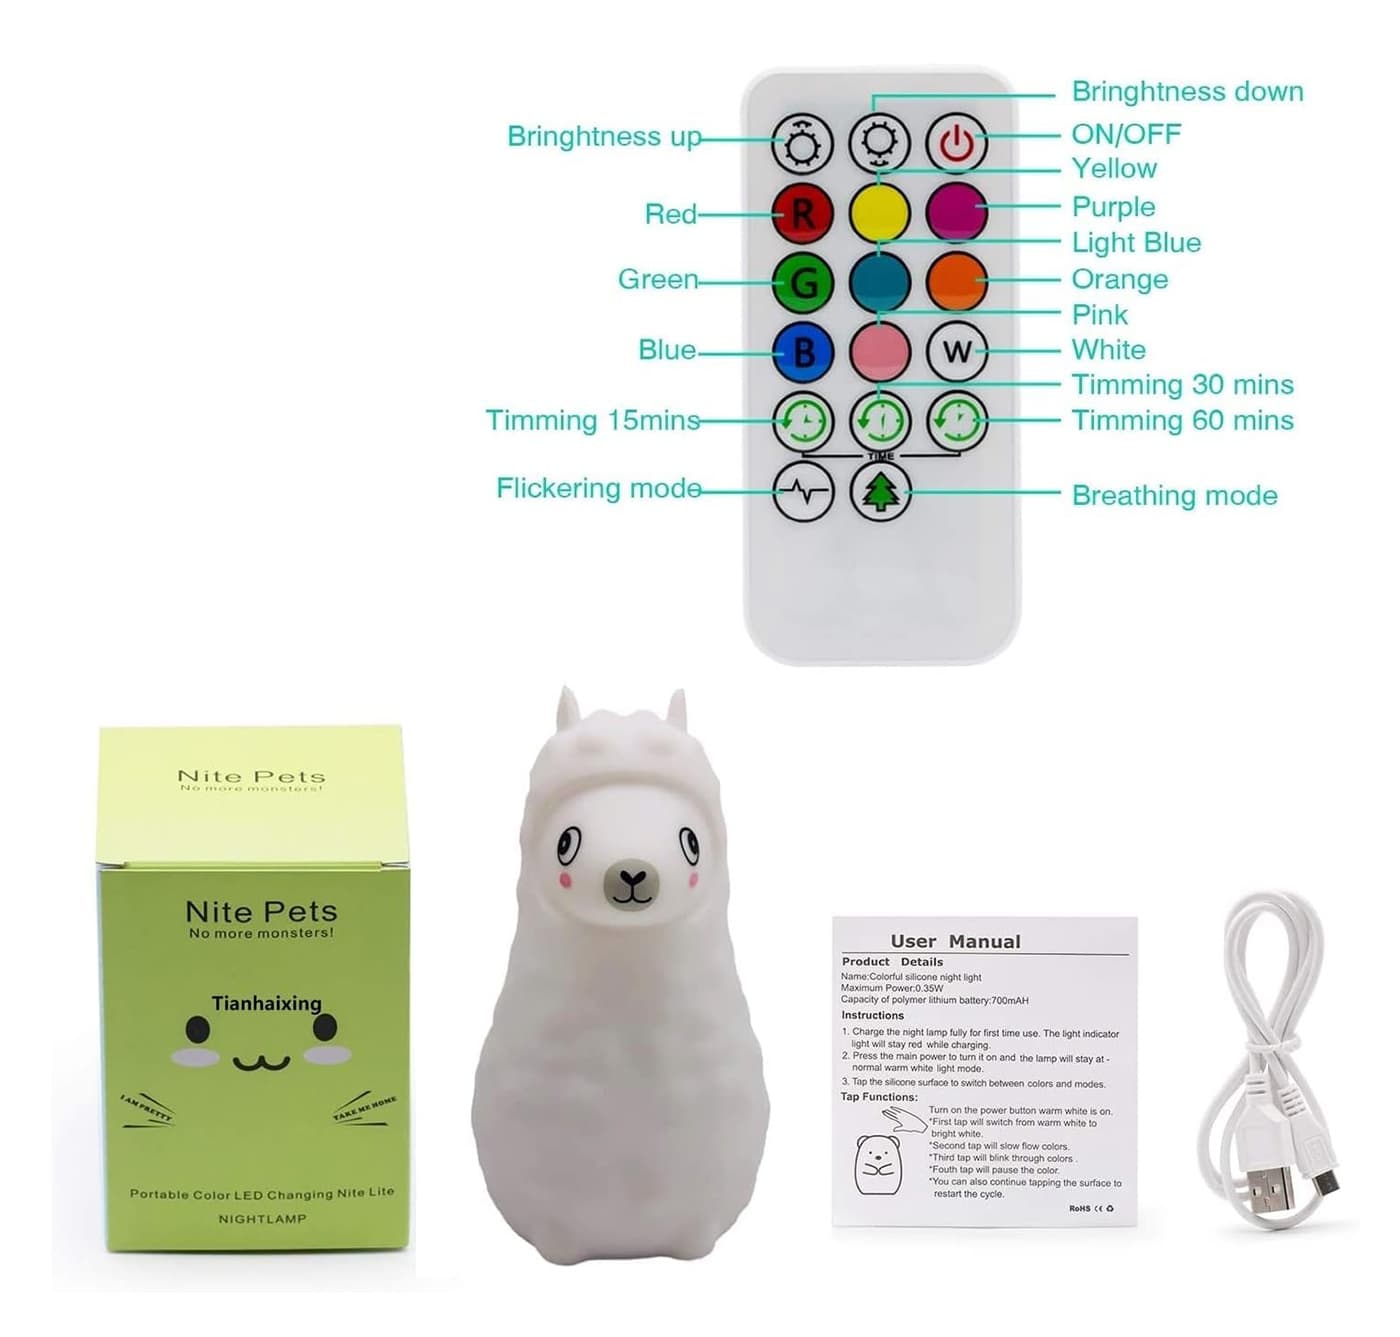 Bringhtness down
Bringhtness up
ON/OFF
Yellow
Red
R
Purple
Light Blue
Green
G
Orange
Pink
Blue
B
W
White
Timming 30 mins
Timming 15mins
Timming 60 mins
TIME
Flickering mode
Breathing mode
Nite Pets
No more monsters!
Nite Pets
No more monsters!
Tianhaixing
I AM PRETTY
TAKE ME HOME
Portable Color LED Changing Nite Lite
NIGHTLAMP
User Manual
Product Details
Name:Colorful silicone night light
Maximum Power:0.35W
Capacity of polymer lithium battery:700mAH
Instructions
1. Charge the night lamp fully for first time use. The light indicator
light will stay red while charging.
2. Press the main power to turn it on and the lamp will stay at -
normal warm white light mode.
3. Tap the silicone surface to switch between colors and modes.
Tap Functions:
Turn on the power button warm white is on.
*First tap will switch from warm white to
bright white.
*Second tap will slow flow colors.
*Third tap will blink through colors .
*Fouth tap will pause the color.
*You can also continue tapping the surface to
restart the cycle.
RoHS CE